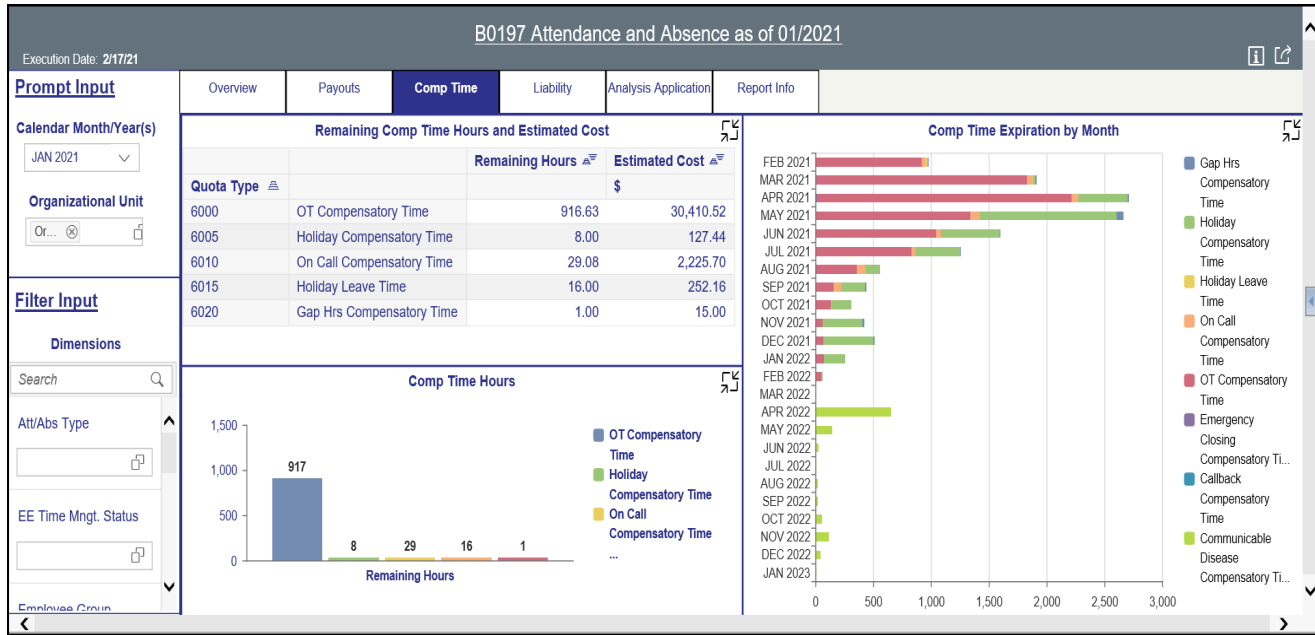 B0197 Attendance and Absence as of 01/2021
Execution Date: 2/17/21
Prompt Input
Calendar Month/Year(s)
JAN 2021
Organizational Unit
Or...
Filter Input
Dimensions
Search
Att/Abs Type
EE Time Mngt. Status
Employee Group
Overview Payouts Comp Time Liability Analysis Application Report Info
Remaining Comp Time Hours and Estimated Cost
Remaining Hours Estimated Cost
Quota Type $
6000 OT Compensatory Time 916.63 30,410.52
6005 Holiday Compensatory Time 8.00 127.44
6010 On Call Compensatory Time 29.08 2,225.70
6015 Holiday Leave Time 16.00 252.16
6020 Gap Hrs Compensatory Time 1.00 15.00
Comp Time Hours
1,500
1,000
500
0
917 8 29 16 1
Remaining Hours
OT Compensatory
Time
Holiday
Compensatory Time
On Call
Compensatory Time
...
Comp Time Expiration by Month
FEB 2021
MAR 2021
APR 2021
MAY 2021
JUN 2021
JUL 2021
AUG 2021
SEP 2021
OCT 2021
NOV 2021
DEC 2021
JAN 2022
FEB 2022
MAR 2022
APR 2022
MAY 2022
JUN 2022
JUL 2022
AUG 2022
SEP 2022
OCT 2022
NOV 2022
DEC 2022
JAN 2023
0 500 1,000 1,500 2,000 2,500 3,000
Gap Hrs
Compensatory
Time
Holiday
Compensatory
Time
Holiday Leave
Time
On Call
Compensatory
Time
OT Compensatory
Time
Emergency
Closing
Compensatory Ti...
Callback
Compensatory
Time
Communicable
Disease
Compensatory Ti...